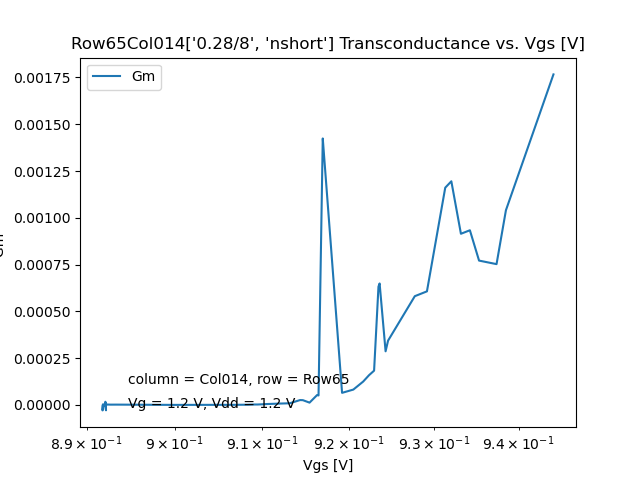 Row65Col014['0.28/8', 'nshort'] Transconductance vs. Vgs [V]
Gm
0.00175
0.00150
0.00125
0.00100
0.00075
0.00050
0.00025
0.00000
Gm
column = Col014, row = Row65
Vg = 1.2 V, Vdd = 1.2 V
8.9 × 10⁻¹ 9 × 10⁻¹ 9.1 × 10⁻¹ 9.2 × 10⁻¹ 9.3 × 10⁻¹ 9.4 × 10⁻¹
Vgs [V]